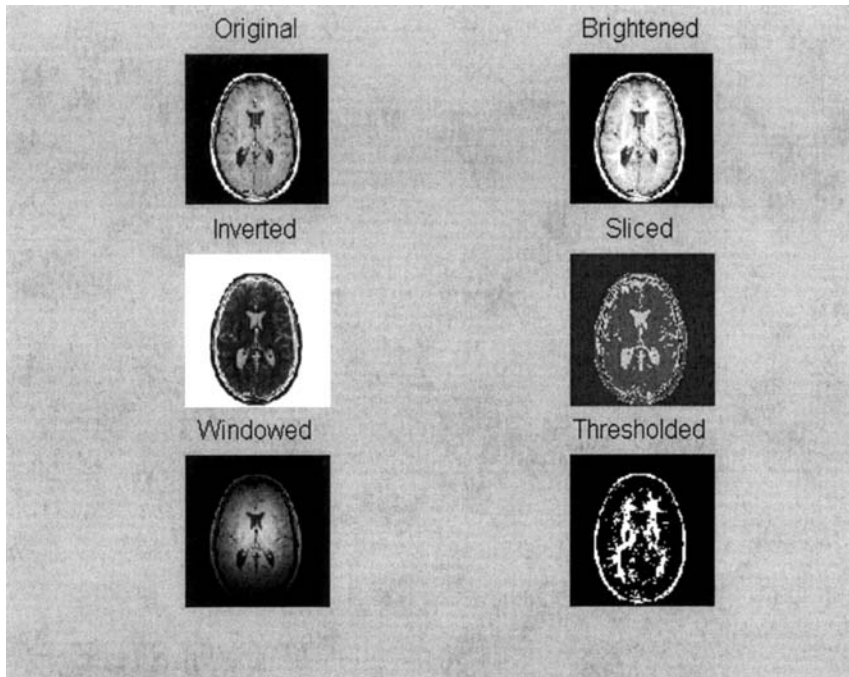 Original
Brightened
Inverted
Sliced
Windowed
Thresholded